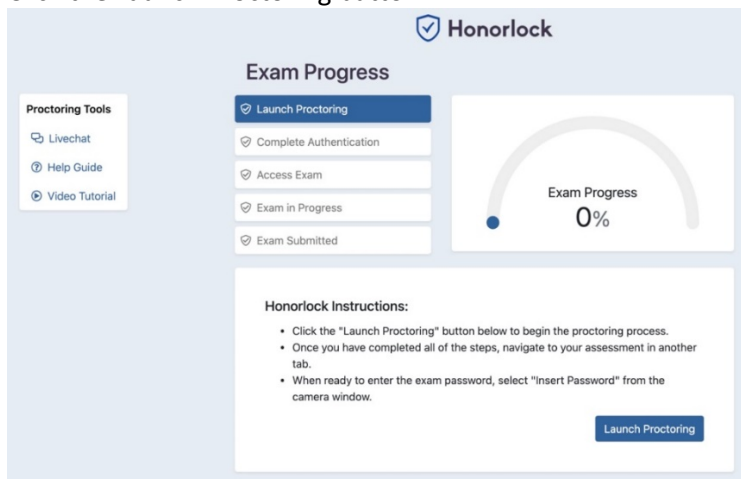 Honorlock
Exam Progress
Proctoring Tools
Livechat
Help Guide
Video Tutorial
Launch Proctoring
Complete Authentication
Access Exam
Exam in Progress
Exam Submitted
Exam Progress
0%
Honorlock Instructions:
• Click the "Launch Proctoring" button below to begin the proctoring process.
• Once you have completed all of the steps, navigate to your assessment in another
tab.
• When ready to enter the exam password, select "Insert Password" from the
camera window.
Launch Proctoring